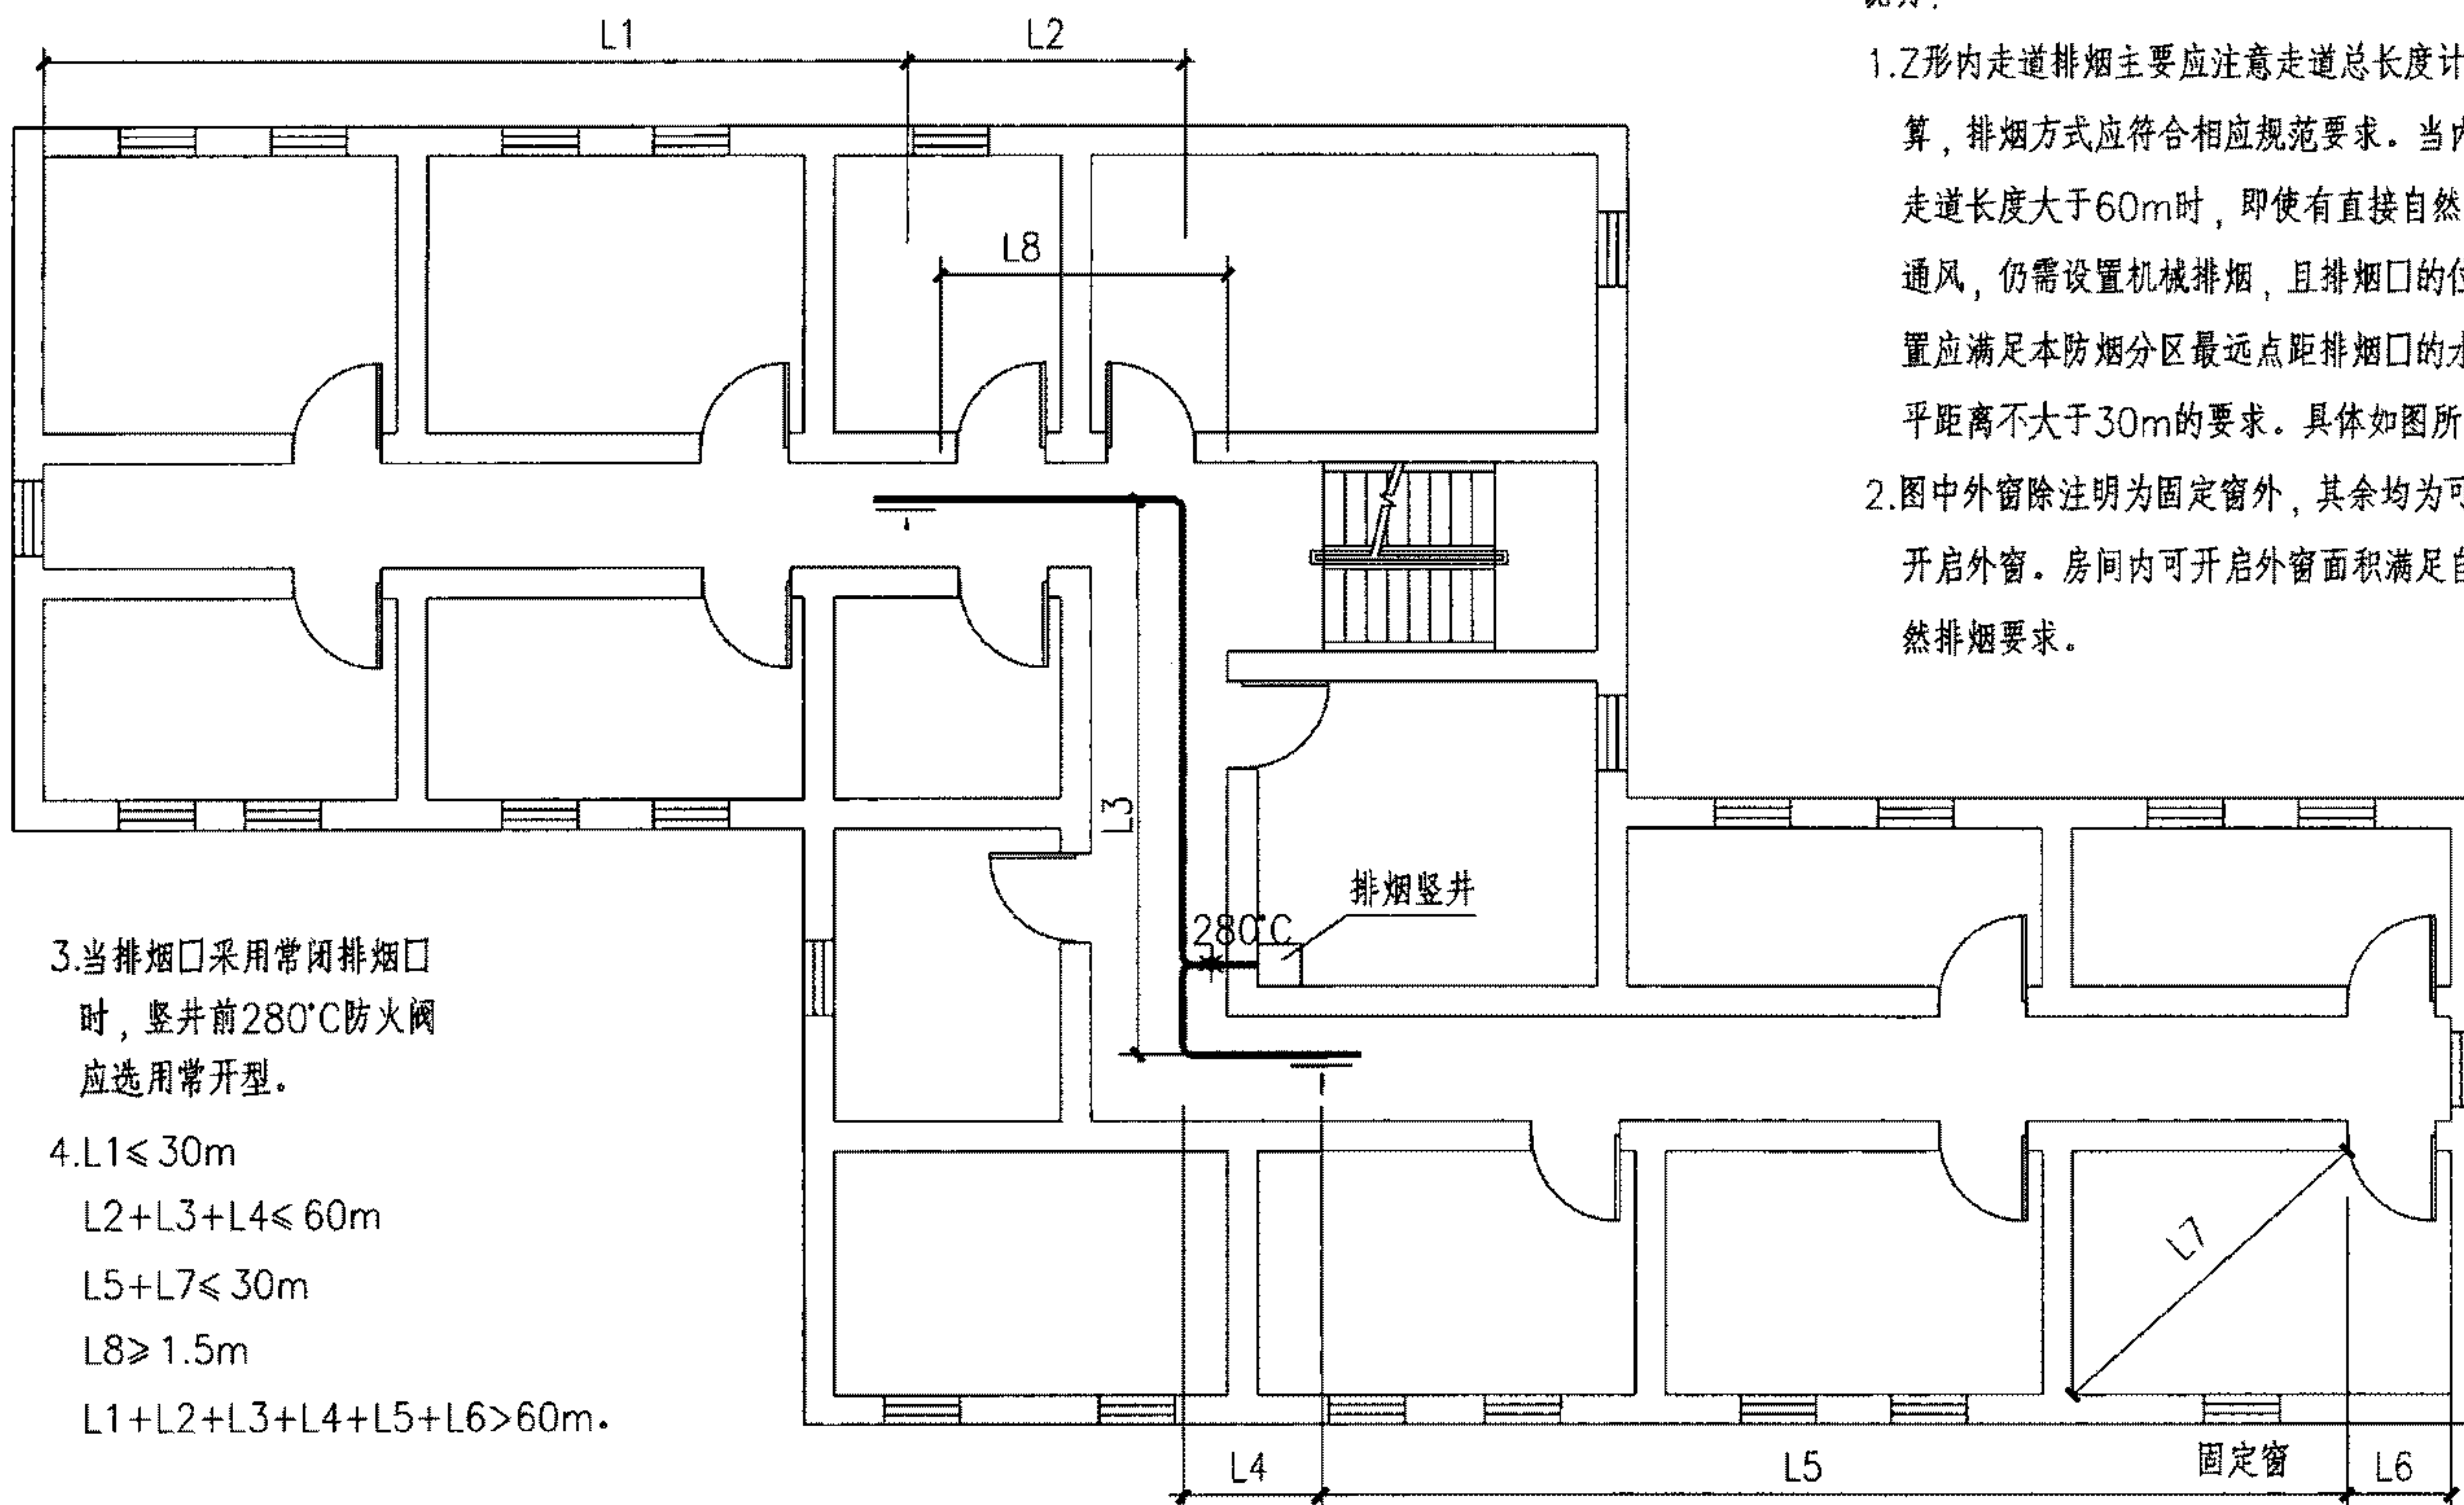 L1
L2
L8
1.Z形内走道排烟主要应注意走道总长度计
算，排烟方式应符合相应规范要求。当内
走道长度大于60m时，即使有直接自然
通风，仍需设置机械排烟，且排烟口的位
置应满足本防烟分区最远点距排烟口的水
平距离不大于30m的要求。具体如图所
2.图中外窗除注明为固定窗外，其余均为可
开启外窗。房间内可开启外窗面积满足自
然排烟要求。
L3
排烟竖井
280°C
3.当排烟口采用常闭排烟口
时，竖井前280°C防火阀
应选用常开型。
4.L1≤30m
L2+L3+L4≤60m
L5+L7≤30m
L8≥1.5m
L1+L2+L3+L4+L5+L6>60m.
L7
固定窗
L4
L5
L6